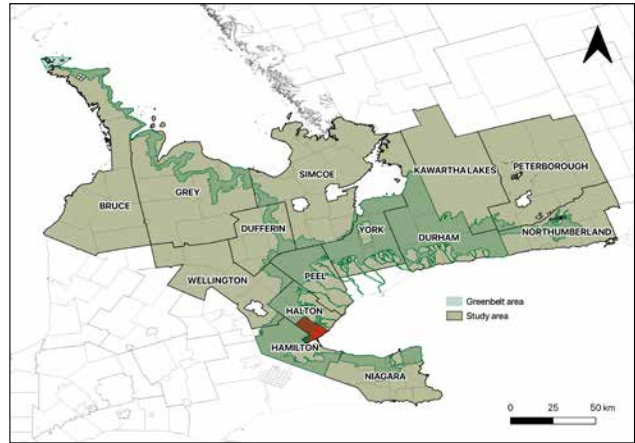 SIMCOE
KAWARTHA LAKES
PETERBOROUGH
BRUCE
GREY
DUFFERIN
YORK
DURHAM
NORTHUMBERLAND
WELLINGTON
PEEL
HALTON
HAMILTON
NIAGARA
Greenbelt area
Study area
0 25 50 km